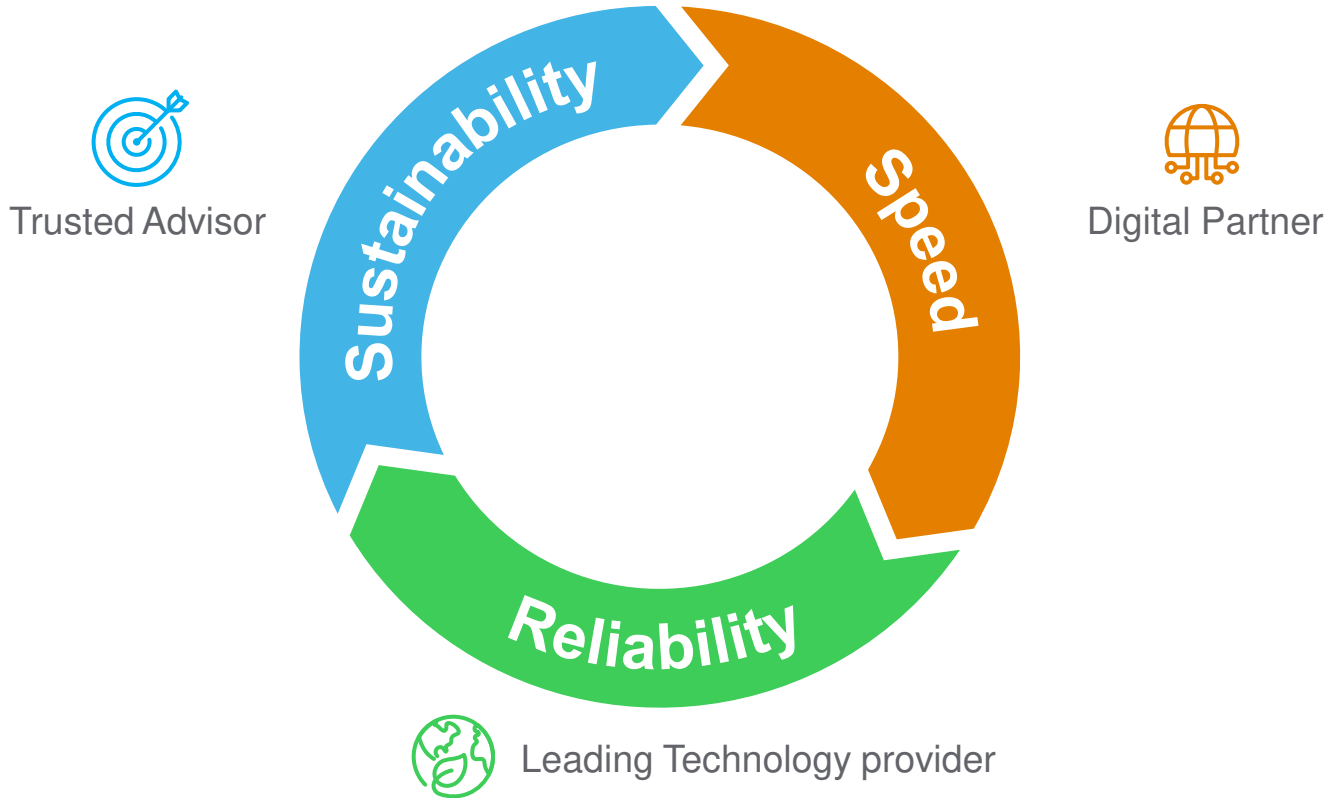 Sustainability
Speed
Trusted Advisor
Digital Partner
Reliability
Leading Technology provider